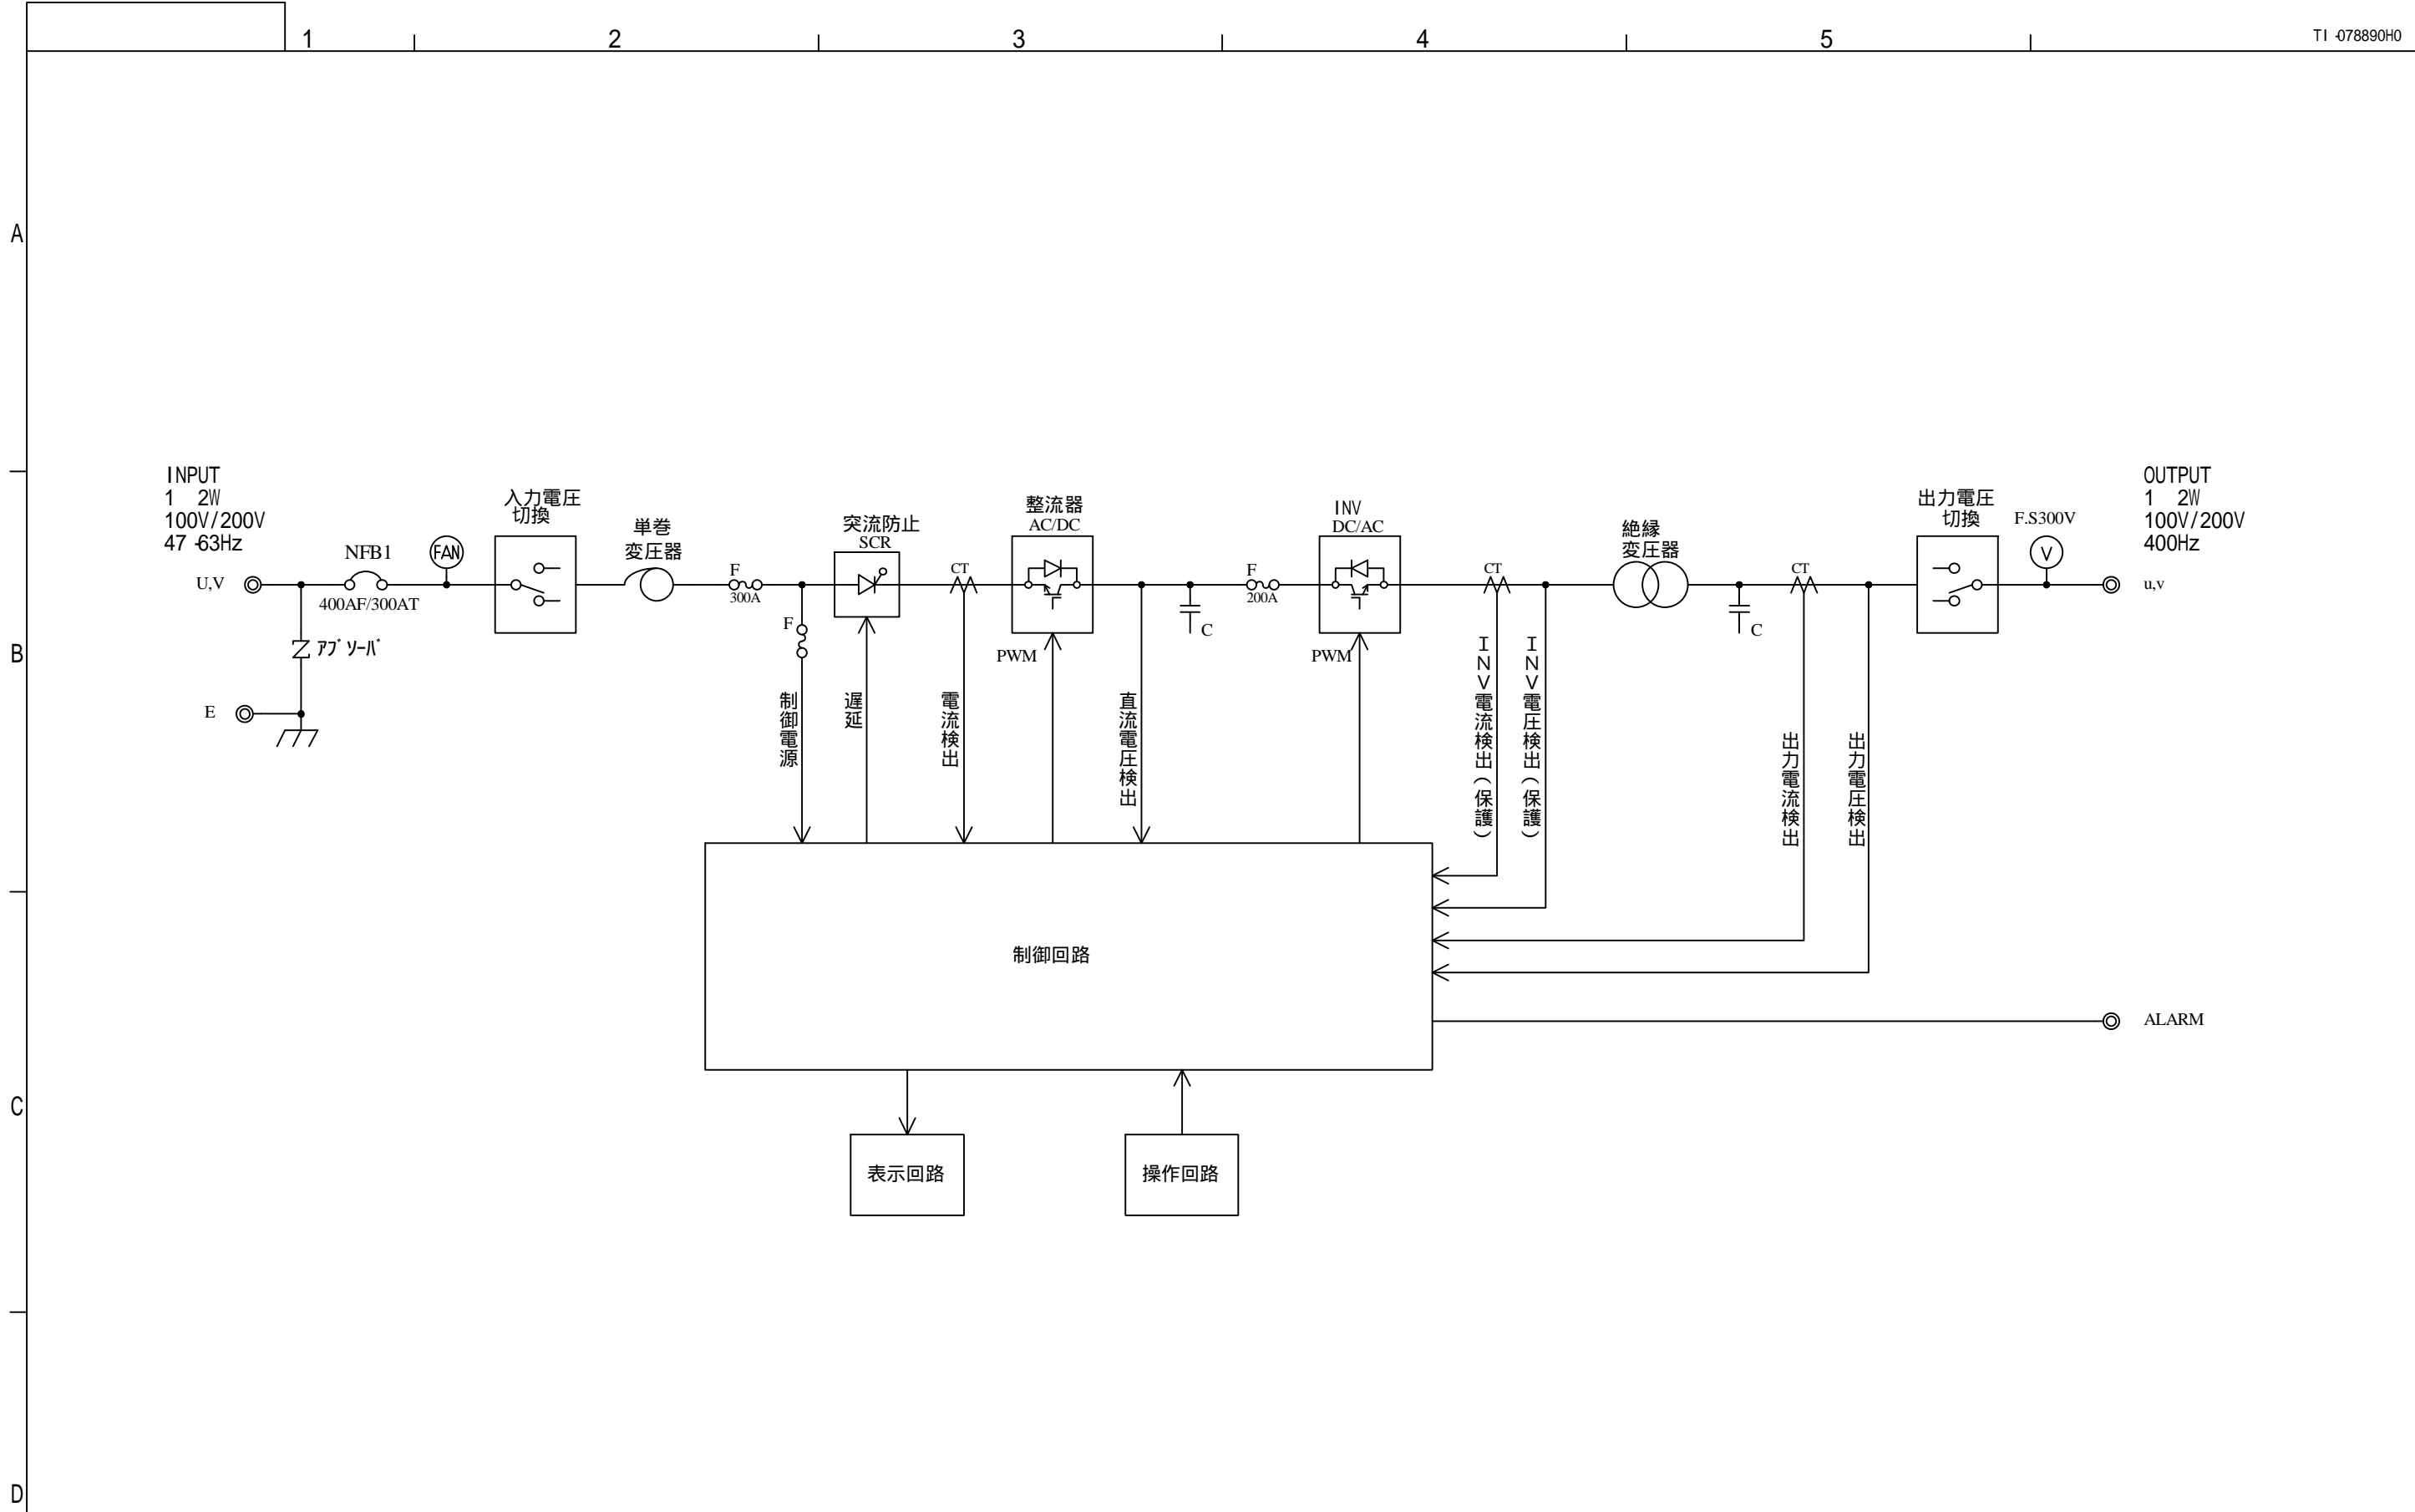 1
2
3
4
5
TI-078890H0
A
B
C
D
INPUT
1 2W
100V/200V
47-63Hz
U,V
E
アブソーバ
NFB1
400AF/300AT
FAN
入力電圧
切換
単巻
変圧器
F
300A
F
制御電源
突流防止
SCR
遅延
CT
電流検出
整流器
AC/DC
PWM
直流電圧検出
C
F
200A
INV
DC/AC
PWM
CT
INV電流検出(保護)
INV電圧検出(保護)
絶縁
変圧器
C
CT
出力電流検出
出力電圧検出
出力電圧
切換
F.S300V
V
OUTPUT
1 2W
100V/200V
400Hz
u,v
制御回路
ALARM
表示回路
操作回路